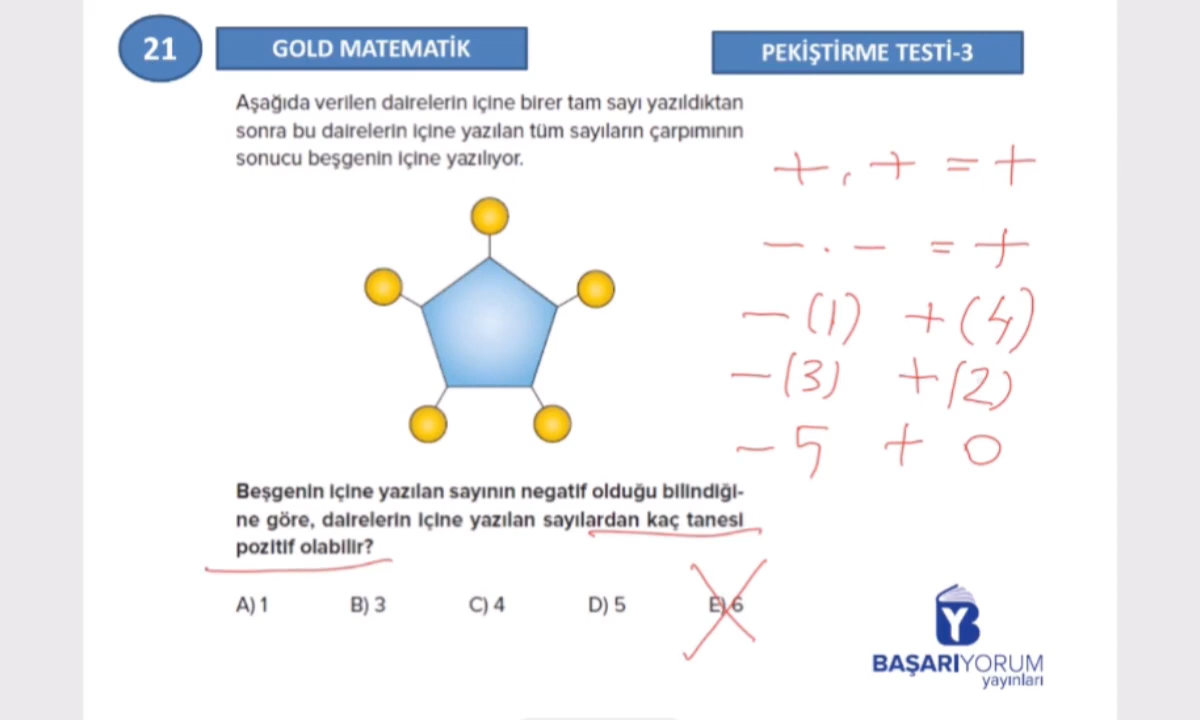 21
GOLD MATEMATİK
PEKİŞTİRME TESTİ-3
Aşağıda verilen dairelerin içine birer tam sayı yazıldıktan
sonra bu dairelerin içine yazılan tüm sayıların çarpımının
sonucu beşgenin içine yazılıyor.
+ . + = +
- . - = +
- (1) + (4)
- (3) + (2)
- 5 + 0
Beşgenin içine yazılan sayının negatif olduğu bilindiği-
ne göre, dairelerin içine yazılan sayılardan kaç tanesi
pozitif olabilir?
A) 1 B) 3 C) 4 D) 5 E) 6
BAŞARIYORUM
yayınları